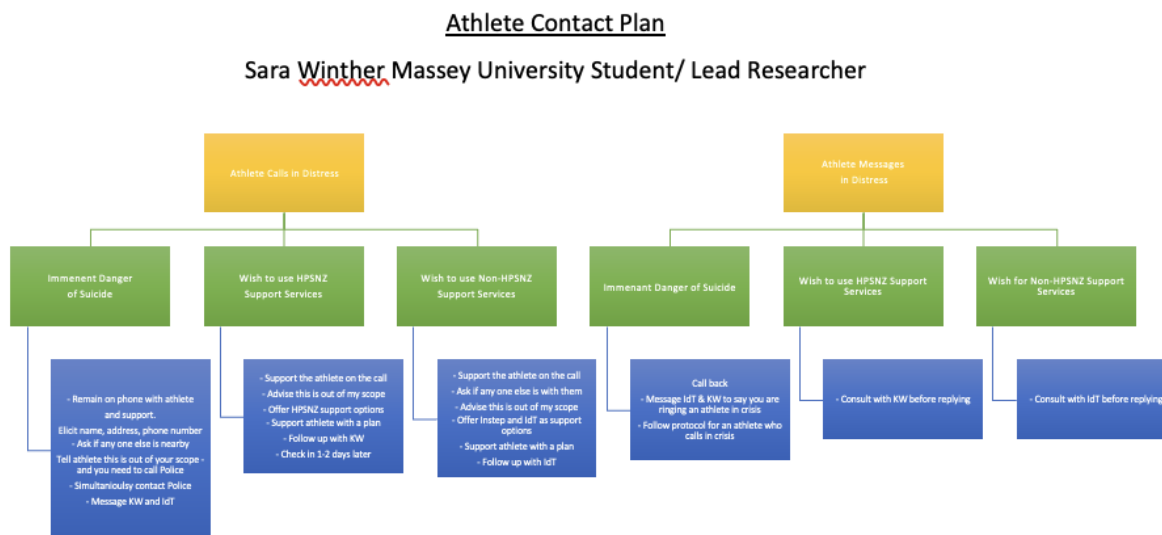 Athlete Contact Plan
Sara Winther Massey University Student/ Lead Researcher
Athlete Calls in Distress
Immenent Danger
of Suicide
- Remain on phone with athlete
and support.
Elicit name, address, phone number
- Ask if any one else is nearby
Tell athlete this is out of your scope -
and you need to call Police
- Simultanioulsy contact Police
- Message KW and IdT
Wish to use HPSNZ
Support Services
- Support the athlete on the call
- Advise this is out of my scope
- Offer HPSNZ support options
- Support athlete with a plan
- Follow up with KW
- Check in 1-2 days later
Wish to use Non-HPSNZ
Support Services
- Support the athlete on the call
- Ask if any one else is with them
- Advise this is out of my scope
- Offer Instep and IdT as support
options
- Support athlete with a plan
- Follow up with IdT
Athlete Messages
in Distress
Immenant Danger of Suicide
Call back
- Message IdT & KW to say you are
ringing an athlete in crisis
- Follow protocol for an athlete who
calls in crisis
Wish to use HPSNZ Support
Services
- Consult with KW before replying
Wish for Non-HPSNZ Support
Services
- Consult with IdT before replying